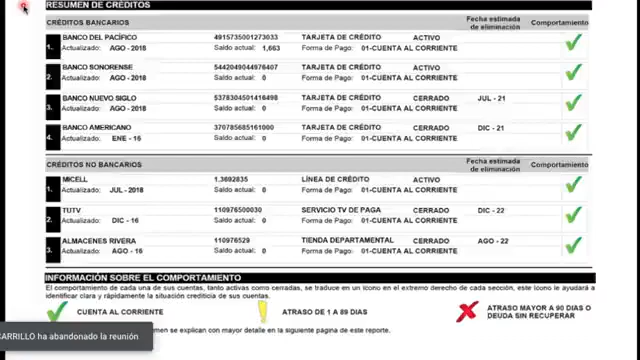 RESUMEN DE CRÉDITOS
CRÉDITOS BANCARIOS Fecha estimada de eliminación Comportamiento
1. BANCO DEL PACÍFICO 4915735001273033 TARJETA DE CRÉDITO ACTIVO
Actualizado: AGO - 2018 Saldo actual: 1,663 Forma de Pago: 01-CUENTA AL CORRIENTE
2. BANCO SONORENSE 5442049044976407 TARJETA DE CRÉDITO ACTIVO
Actualizado: AGO - 2018 Saldo actual: 0 Forma de Pago: 01-CUENTA AL CORRIENTE
3. BANCO NUEVO SIGLO 5378304501416498 TARJETA DE CRÉDITO CERRADO JUL - 21
Actualizado: AGO - 2018 Saldo actual: 0 Forma de Pago: 01-CUENTA AL CORRIENTE
4. BANCO AMERICANO 370785685161000 TARJETA DE CRÉDITO CERRADO DIC - 21
Actualizado: ENE - 16 Saldo actual: 0 Forma de Pago: 01-CUENTA AL CORRIENTE
CRÉDITOS NO BANCARIOS Fecha estimada de eliminación Comportamiento
1. MICELL 1.3692835 LÍNEA DE CRÉDITO ACTIVO
Actualizado: JUL - 2018 Saldo actual: 0 Forma de Pago: 01-CUENTA AL CORRIENTE
2. TUTV 110976500030 SERVICIO TV DE PAGA CERRADO DIC - 22
Actualizado: DIC - 16 Saldo actual: 0 Forma de Pago: 01-CUENTA AL CORRIENTE
3. ALMACENES RIVERA 110976529 TIENDA DEPARTAMENTAL CERRADO AGO - 22
Actualizado: AGO - 16 Saldo actual: 0 Forma de Pago: 01-CUENTA AL CORRIENTE
INFORMACIÓN SOBRE EL COMPORTAMIENTO
El comportamiento de cada una de sus cuentas, tanto activas como cerradas, se traduce en un ícono en el extremo derecho de cada sección, este ícono le ayudará a
identificar clara y rápidamente la situación crediticia de sus cuentas.
CUENTA AL CORRIENTE ATRASO DE 1 A 89 DIAS ATRASO MAYOR A 90 DIAS O
DEUDA SIN RECUPERAR
CARRILLO ha abandonado la reunión
se explican con mayor detalle en la siguiente página de este reporte.